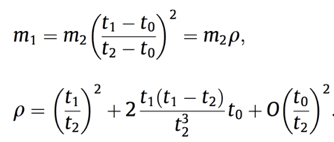 m₁ = m₂((t₁ − t₀)/(t₂ − t₀))² = m₂ρ,
ρ = (t₁/t₂)² + 2 (t₁(t₁ − t₂)/t₂³) t₀ + O(t₀/t₂)².